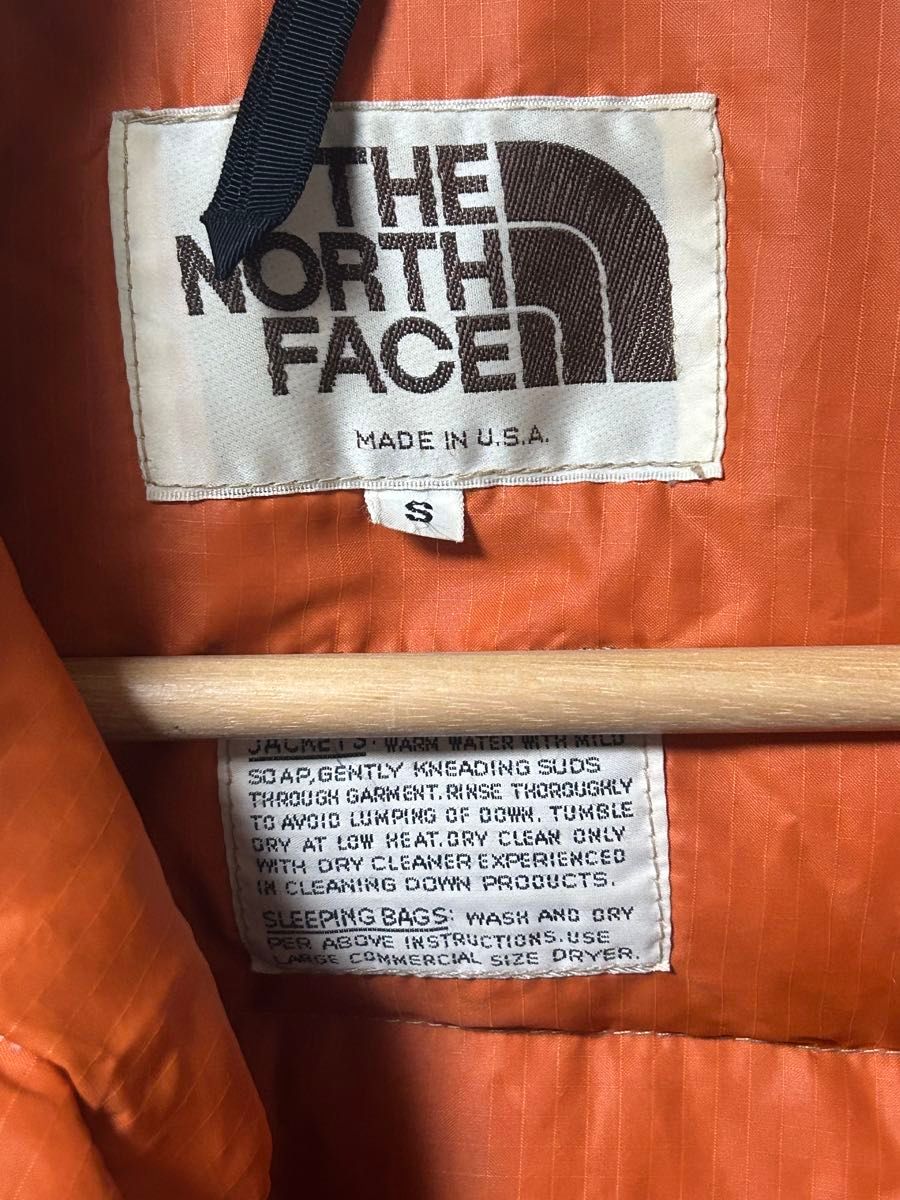 THE
NORTH
FACE
MADE IN U.S.A.
S
JACKETS: WARM WATER WITH MILD
SOAP, GENTLY KNEADING SUDS
THROUGH GARMENT. RINSE THOROUGHLY
TO AVOID LUMPING OF DOWN. TUMBLE
DRY AT LOW HEAT. DRY CLEAN ONLY
WITH DRY CLEANER EXPERIENCED
IN CLEANING DOWN PRODUCTS.
SLEEPING BAGS: WASH AND DRY
PER ABOVE INSTRUCTIONS. USE
LARGE COMMERCIAL SIZE DRYER.